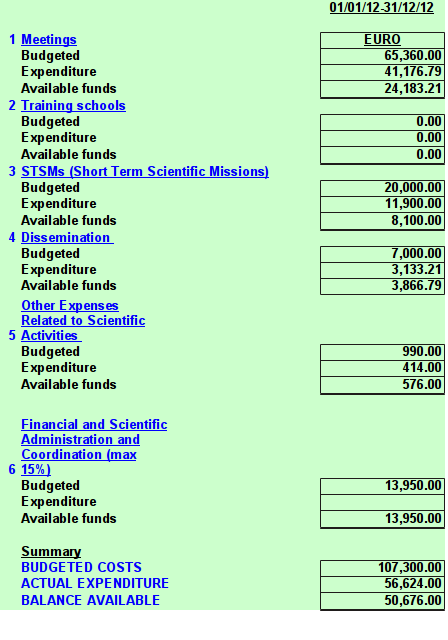 01/01/12-31/12/12
1 Meetings EURO
Budgeted 65,360.00
Expenditure 41,176.79
Available funds 24,183.21
2 Training schools
Budgeted 0.00
Expenditure 0.00
Available funds 0.00
3 STSMs (Short Term Scientific Missions)
Budgeted 20,000.00
Expenditure 11,900.00
Available funds 8,100.00
4 Dissemination
Budgeted 7,000.00
Expenditure 3,133.21
Available funds 3,866.79
Other Expenses
Related to Scientific
5 Activities
Budgeted 990.00
Expenditure 414.00
Available funds 576.00
Financial and Scientific
Administration and
Coordination (max
6 15%)
Budgeted 13,950.00
Expenditure
Available funds 13,950.00
Summary
BUDGETED COSTS 107,300.00
ACTUAL EXPENDITURE 56,624.00
BALANCE AVAILABLE 50,676.00